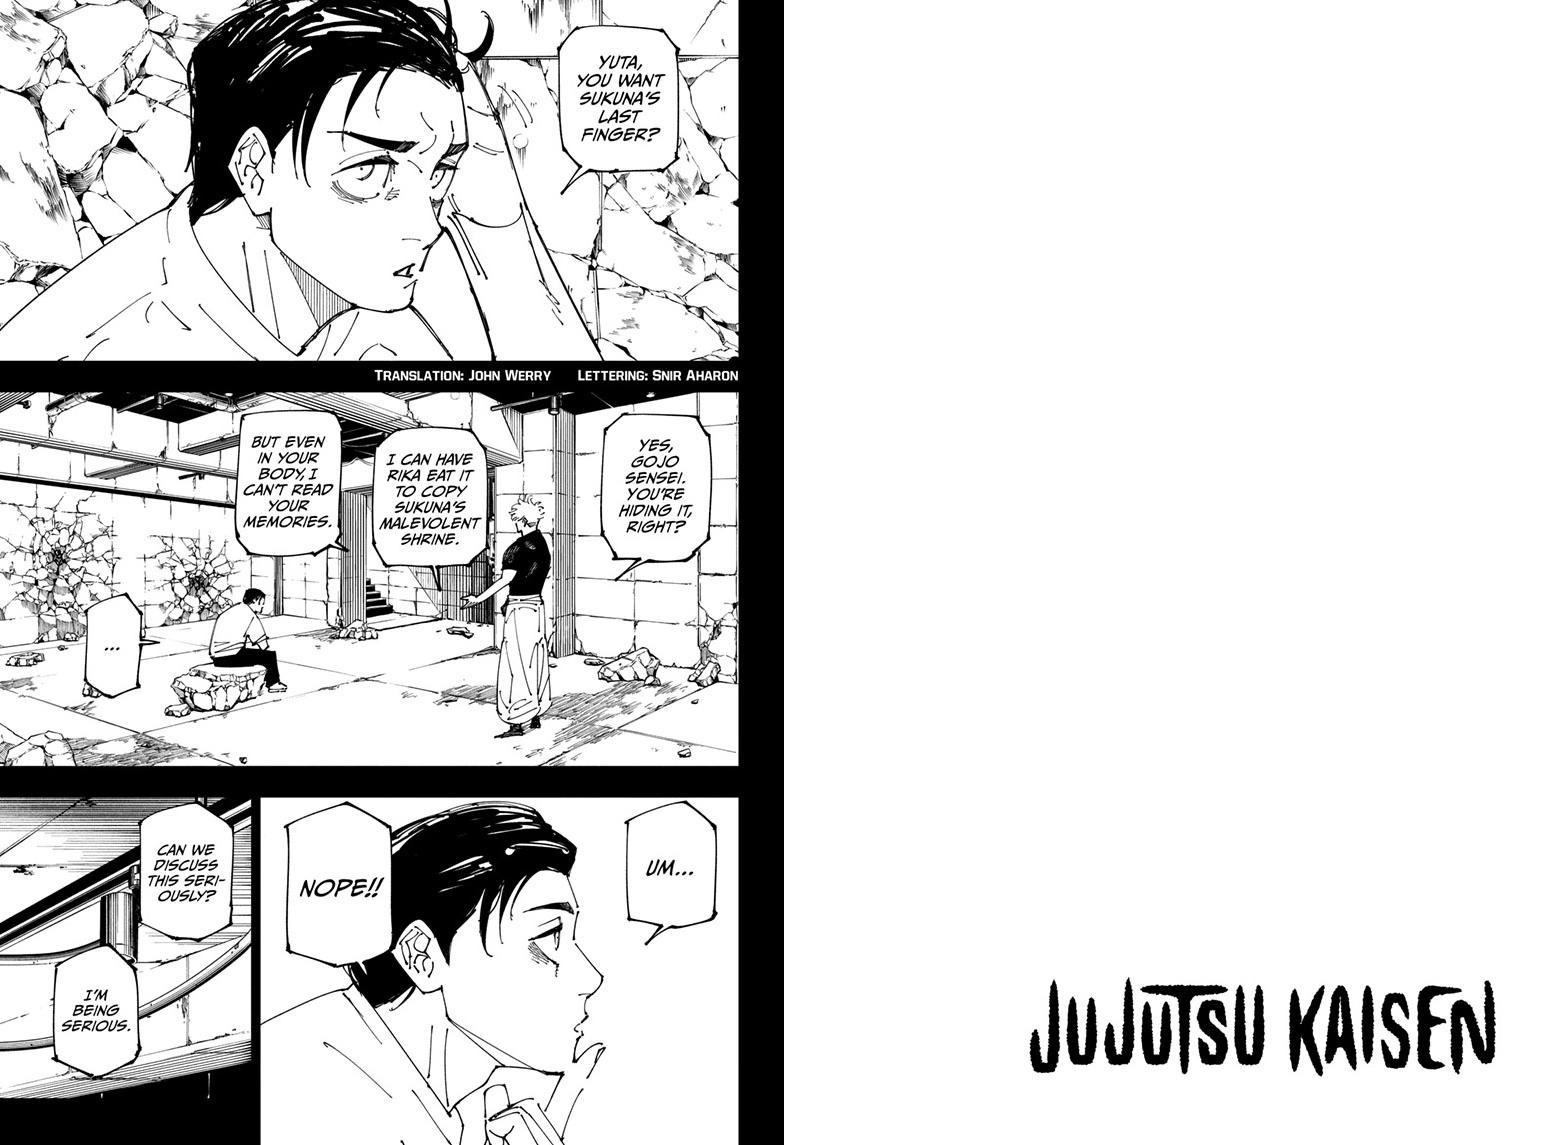 YUTA,
YOU WANT
SUKUNA'S
LAST
FINGER?
TRANSLATION: JOHN WERRY LETTERING: SNIR AHARON
YES,
GOJO
SENSEI.
YOU'RE
HIDING IT,
RIGHT?
I CAN HAVE
RIKA EAT IT
TO COPY
SUKUNA'S
MALEVOLENT
SHRINE.
BUT EVEN
IN YOUR
BODY, I
CAN'T READ
YOUR
MEMORIES.
...
UM...
NOPE!!
CAN WE
DISCUSS
THIS SERI-
OUSLY?
I'M
BEING
SERIOUS.
JUJUTSU KAISEN